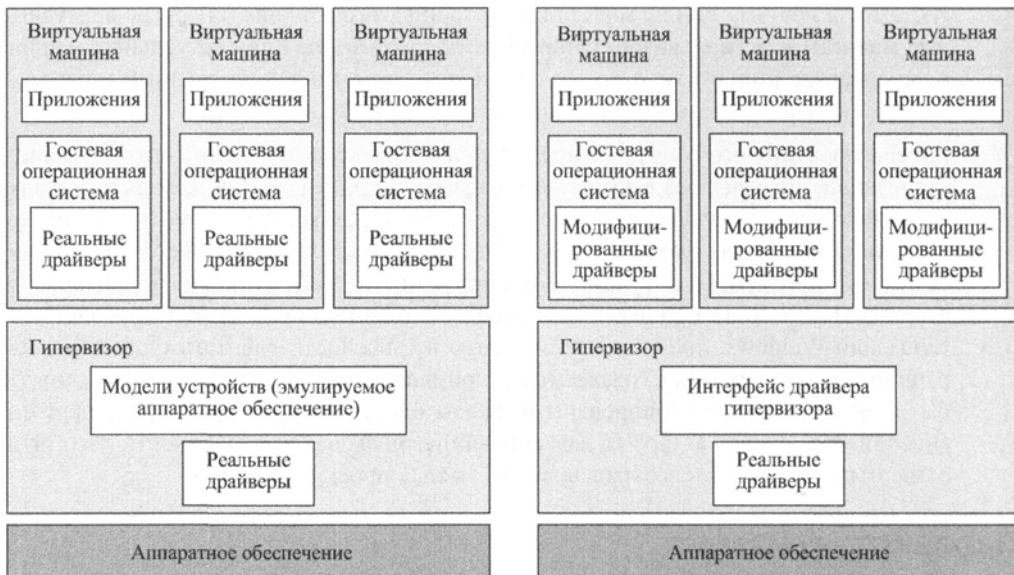 Виртуальная
машина
Приложения
Гостевая
операционная
система
Реальные
драйверы
Виртуальная
машина
Приложения
Гостевая
операционная
система
Реальные
драйверы
Виртуальная
машина
Приложения
Гостевая
операционная
система
Реальные
драйверы
Гипервизор
Модели устройств (эмулируемое
аппаратное обеспечение)
Реальные
драйверы
Аппаратное обеспечение
Виртуальная
машина
Приложения
Гостевая
операционная
система
Модифици-
рованные
драйверы
Виртуальная
машина
Приложения
Гостевая
операционная
система
Модифици-
рованные
драйверы
Виртуальная
машина
Приложения
Гостевая
операционная
система
Модифици-
рованные
драйверы
Гипервизор
Интерфейс драйвера
гипервизора
Реальные
драйверы
Аппаратное обеспечение